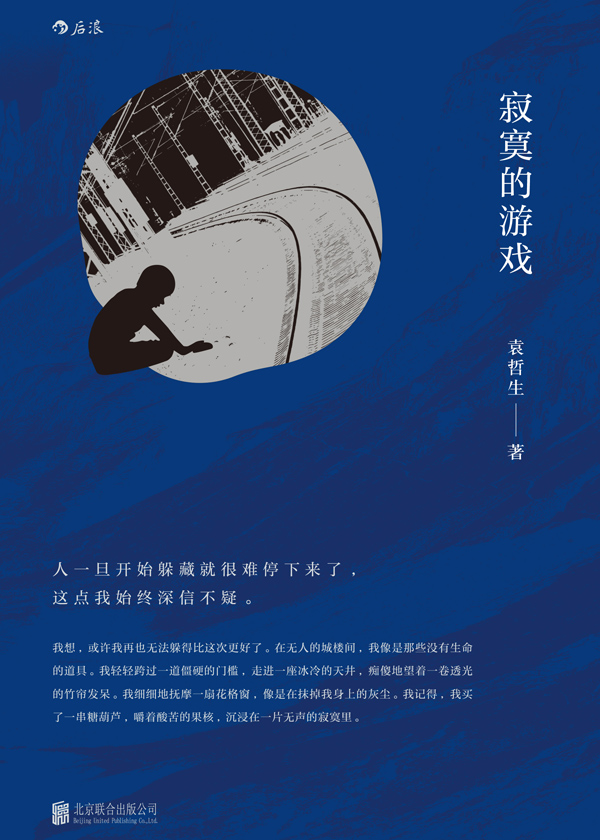 后浪
寂寞的游戏
袁哲生——著
人一旦开始躲藏就很难停下来了，
这点我始终深信不疑。
我想，或许我再也无法躲得比这次更好了。在无人的城楼间，我像是那些没有生命
的道具。我轻轻跨过一道僵硬的门槛，走进一座冰冷的天井，痴傻地望着一卷透光
的竹帘发呆。我细细地抚摩一扇花格窗，像是在抹掉我身上的灰尘。我记得，我买
了一串糖葫芦，嚼着酸苦的果核，沉浸在一片无声的寂寞里。
北京联合出版公司
Beijing United Publishing Co.,Ltd.